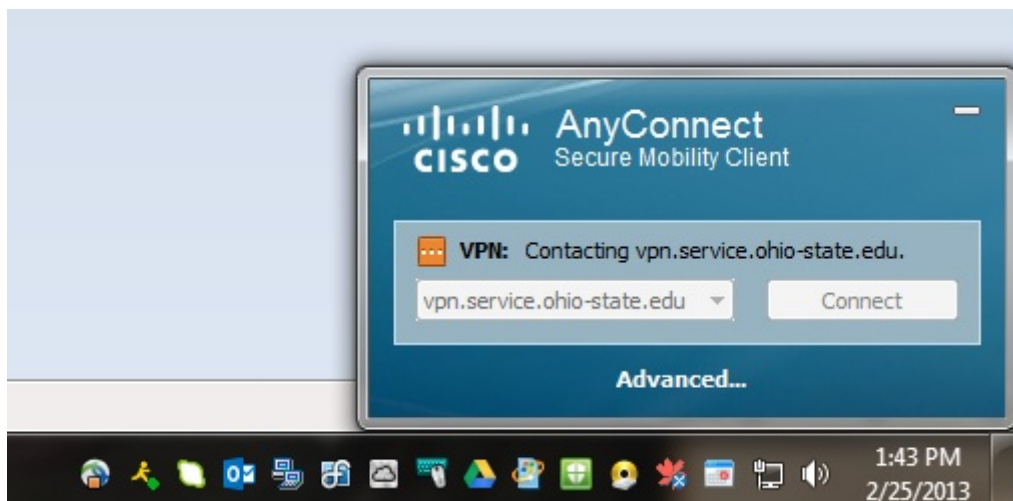 AnyConnect
CISCO Secure Mobility Client
VPN: Contacting vpn.service.ohio-state.edu.
vpn.service.ohio-state.edu Connect
Advanced...
1:43 PM
2/25/2013